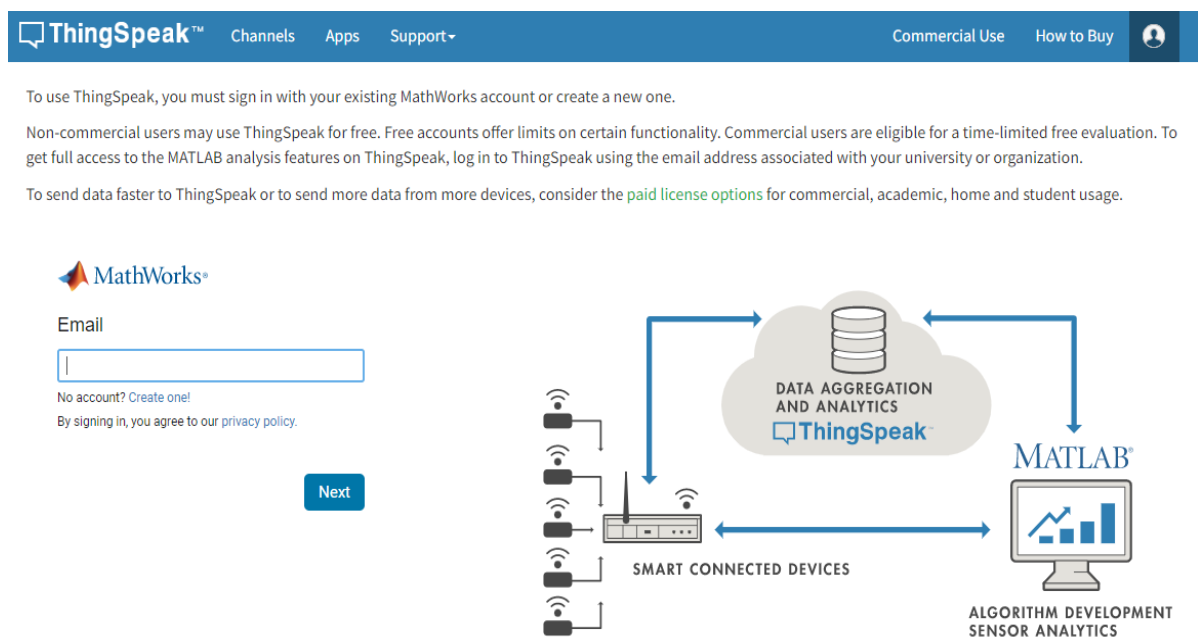 ThingSpeak™ Channels Apps Support Commercial Use How to Buy
To use ThingSpeak, you must sign in with your existing MathWorks account or create a new one.
Non-commercial users may use ThingSpeak for free. Free accounts offer limits on certain functionality. Commercial users are eligible for a time-limited free evaluation. To
get full access to the MATLAB analysis features on ThingSpeak, log in to ThingSpeak using the email address associated with your university or organization.
To send data faster to ThingSpeak or to send more data from more devices, consider the paid license options for commercial, academic, home and student usage.
MathWorks®
Email
No account? Create one!
By signing in, you agree to our privacy policy.
Next
DATA AGGREGATION
AND ANALYTICS
ThingSpeak™
SMART CONNECTED DEVICES
MATLAB®
ALGORITHM DEVELOPMENT
SENSOR ANALYTICS